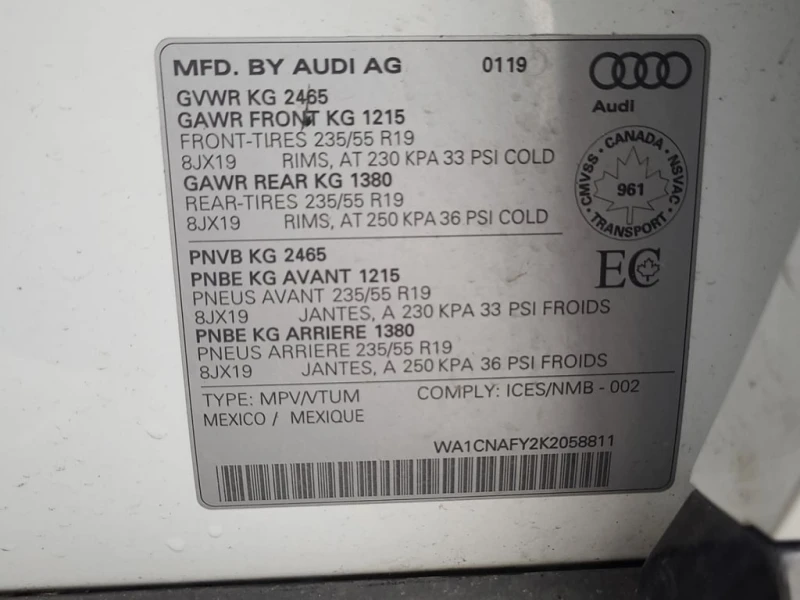 MFD. BY AUDI AG 0119
Audi
GVWR KG 2465
GAWR FRONT KG 1215
FRONT-TIRES 235/55 R19
8JX19 RIMS, AT 230 KPA 33 PSI COLD
GAWR REAR KG 1380
REAR-TIRES 235/55 R19
8JX19 RIMS, AT 250 KPA 36 PSI COLD
CMVSS · CANADA · NSVAC · TRANSPORT ·
961
PNVB KG 2465
PNBE KG AVANT 1215
PNEUS AVANT 235/55 R19
8JX19 JANTES, A 230 KPA 33 PSI FROIDS
PNBE KG ARRIERE 1380
PNEUS ARRIERE 235/55 R19
8JX19 JANTES, A 250 KPA 36 PSI FROIDS
EC
TYPE: MPV/VTUM COMPLY: ICES/NMB - 002
MEXICO / MEXIQUE
WA1CNAFY2K2058811